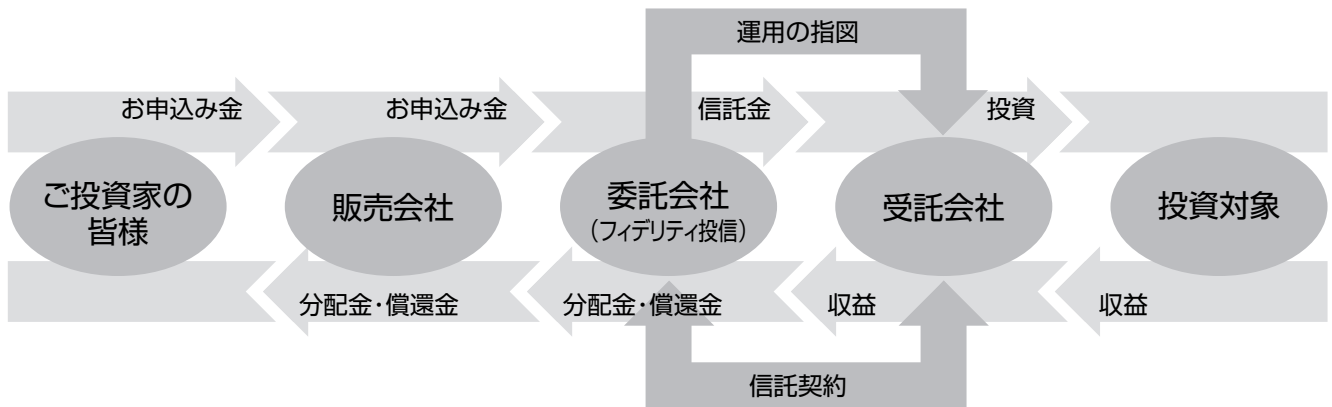 運用の指図
お申込み金
お申込み金
信託金
投資
ご投資家の
皆様
販売会社
委託会社
（フィデリティ投信）
受託会社
投資対象
分配金・償還金
分配金・償還金
収益
収益
信託契約